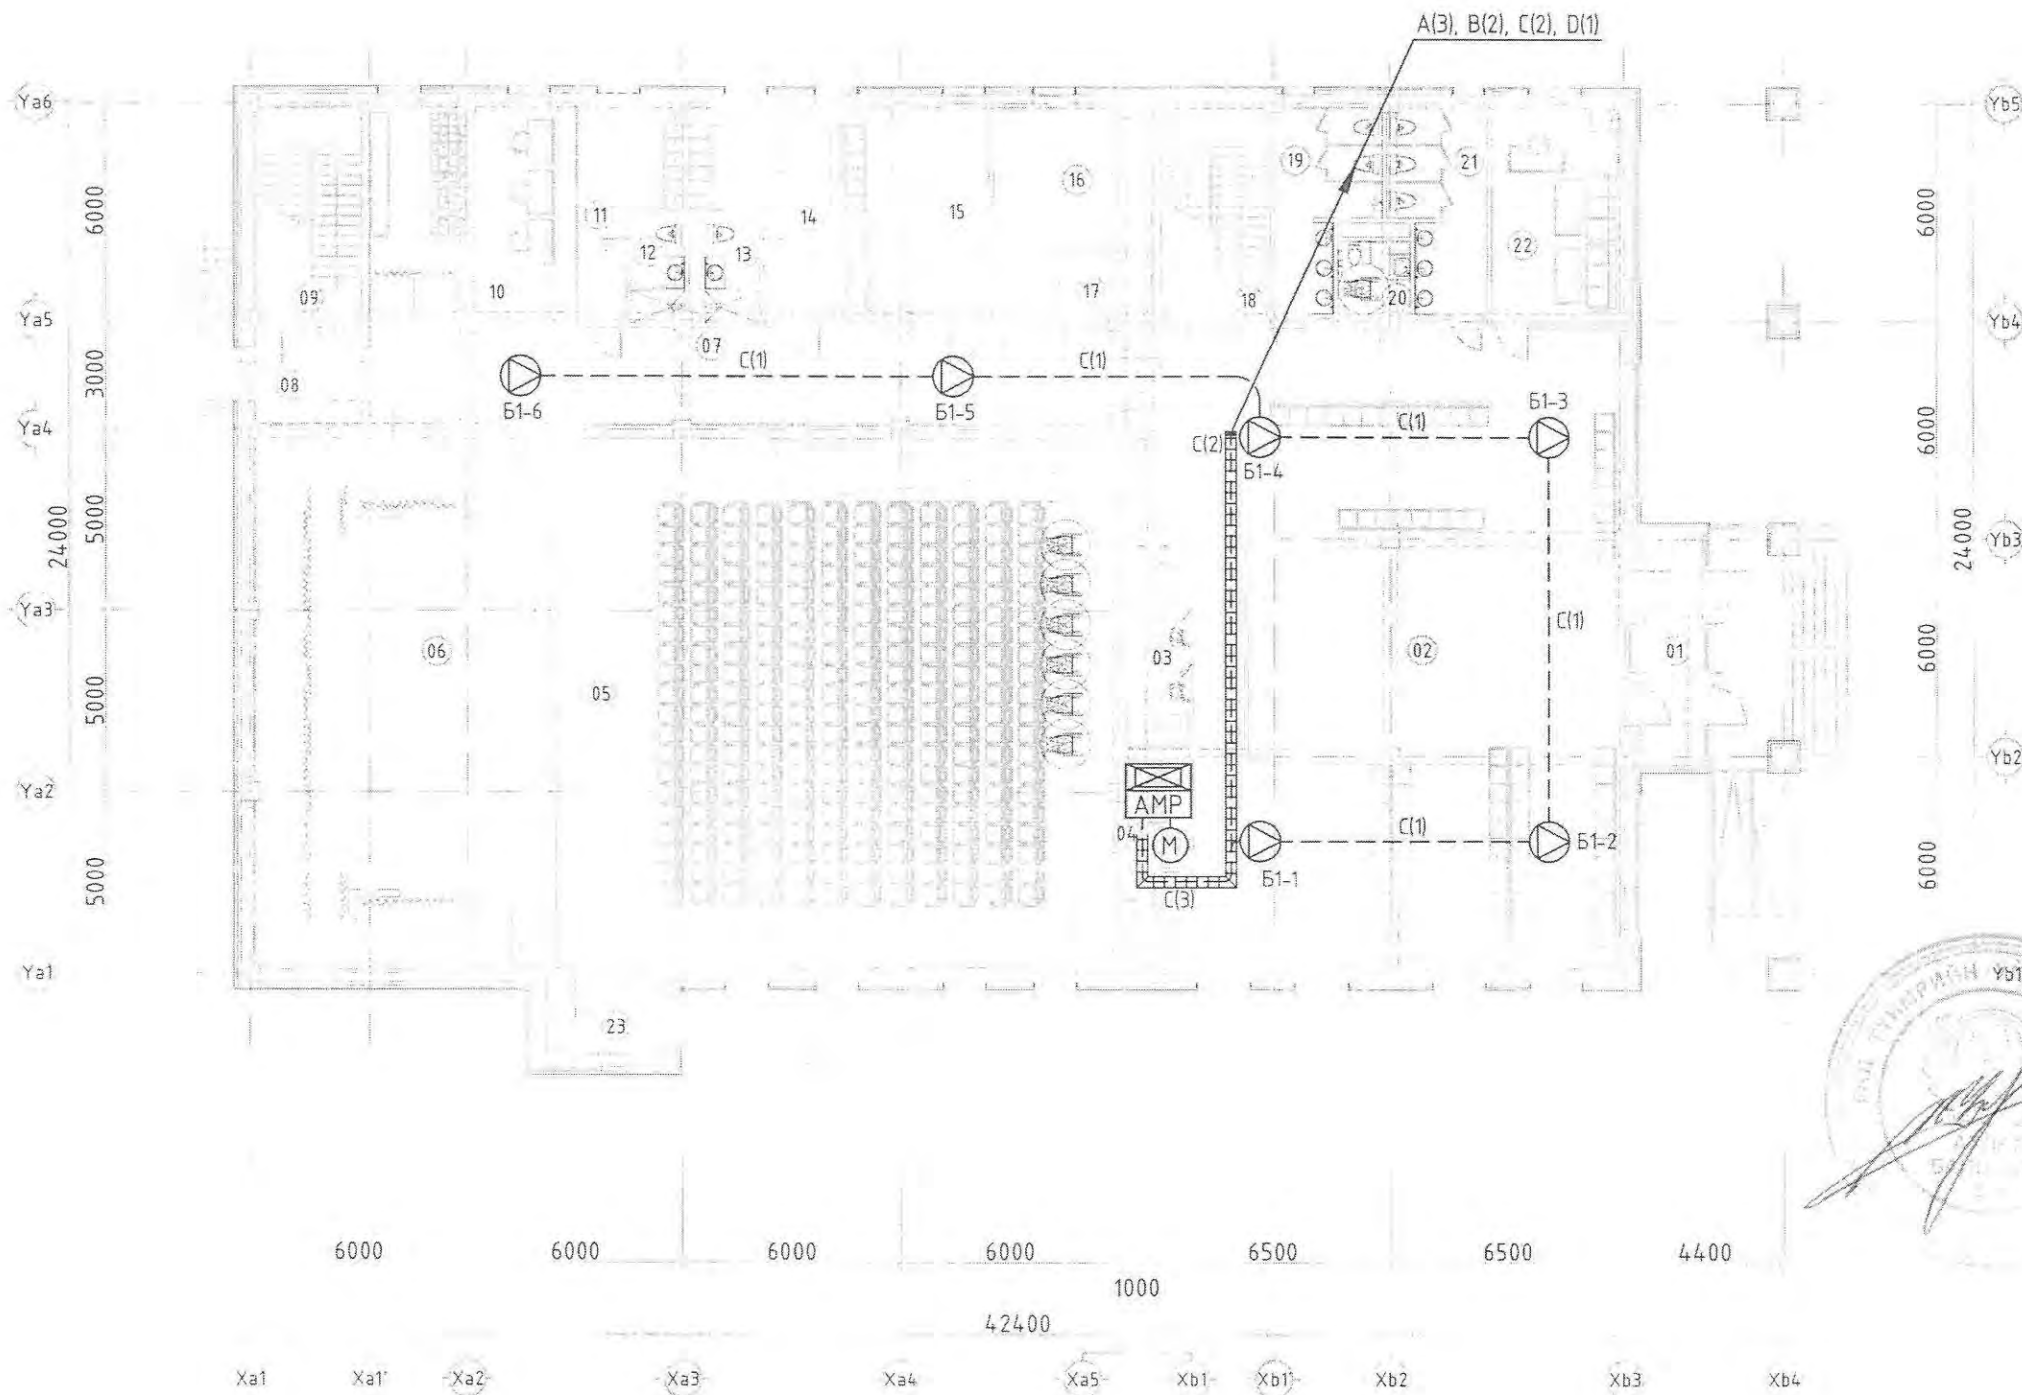 A(3), B(2), C(2), D(1)
Ya6
Yb5
6000
19
21
16
6000
11
14
15
12
13
22
09
10
17
18
20
Ya5
Yb4
07
3000
08
C(1)
C(1)
Б1-6
Б1-5
Б1-3
Ya4
C(2)
C(1)
6000
Б1-4
5000
24000
24000
Yb3
Ya3
C(1)
06
03
02
01
6000
05
5000
Yb2
Ya2
AMP
04
M
C(1)
Б1-2
5000
6000
Б1-1
C(3)
Ya1
Yb1
23
6000
6000
6000
6000
6500
6500
4400
1000
42400
Xa1
Xa1'
Xa2
Xa3
Xa4
Xa5
Xb1
Xb1'
Xb2
Xb3
Xb4